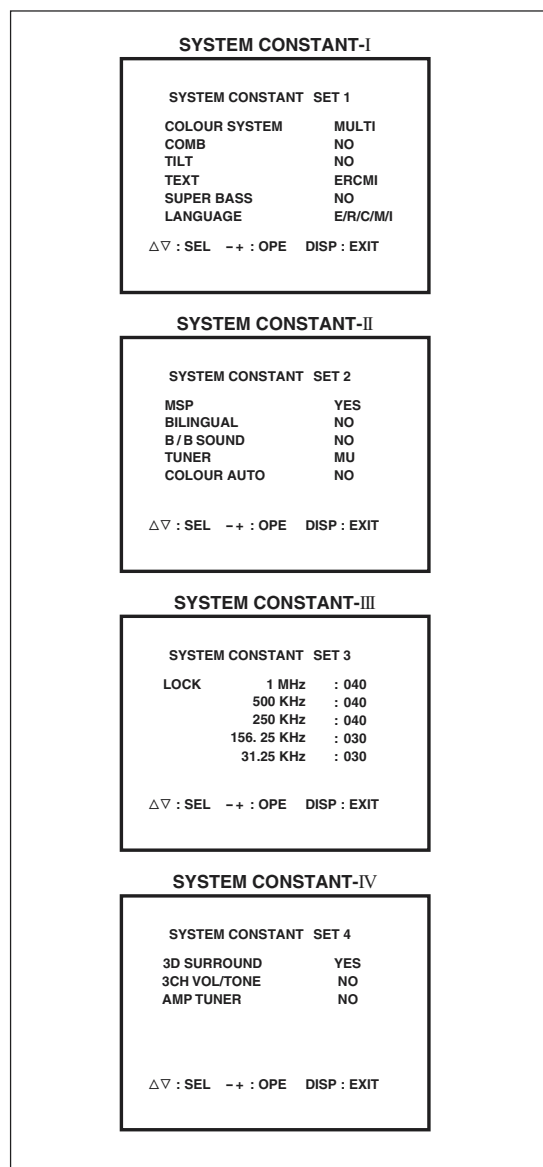 SYSTEM CONSTANT-I
SYSTEM CONSTANT SET 1
COLOUR SYSTEM MULTI
COMB NO
TILT NO
TEXT ERCMI
SUPER BASS NO
LANGUAGE E/R/C/M/I
△▽ : SEL −+ : OPE DISP : EXIT
SYSTEM CONSTANT-II
SYSTEM CONSTANT SET 2
MSP YES
BILINGUAL NO
B / B SOUND NO
TUNER MU
COLOUR AUTO NO
△▽ : SEL −+ : OPE DISP : EXIT
SYSTEM CONSTANT-III
SYSTEM CONSTANT SET 3
LOCK 1 MHz : 040
500 KHz : 040
250 KHz : 040
156. 25 KHz : 030
31.25 KHz : 030
△▽ : SEL −+ : OPE DISP : EXIT
SYSTEM CONSTANT-IV
SYSTEM CONSTANT SET 4
3D SURROUND YES
3CH VOL/TONE NO
AMP TUNER NO
△▽ : SEL −+ : OPE DISP : EXIT